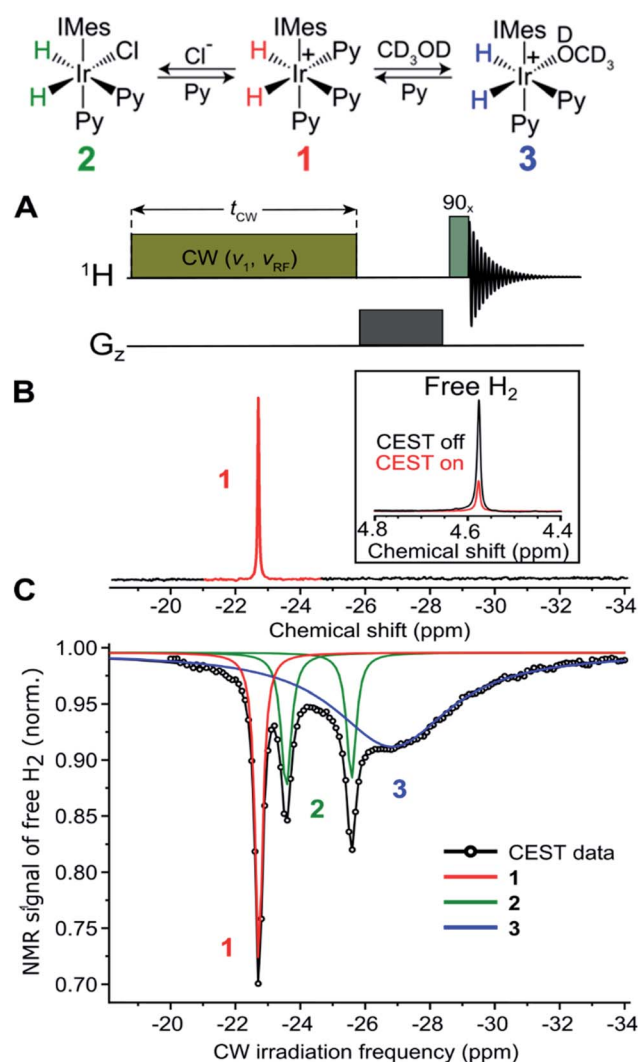 IMes IMes IMes D
H Cl Cl⁻ H + Py CD₃OD H + OCD₃
Ir Ir Ir
H Py Py H Py Py H Py
Py Py Py
2 1 3
A
t_CW
90ₓ
CW (ν₁, ν_RF)
¹H
G_z
B
Free H₂
CEST off
CEST on
1
4.8 4.6 4.4
Chemical shift (ppm)
-20 -22 -24 -26 -28 -30 -32 -34
Chemical shift (ppm)
C
NMR signal of free H₂ (norm.)
1.00
0.95
0.90
0.85
0.80
0.75
0.70
3
2
1
CEST data
1
2
3
-20 -22 -24 -26 -28 -30 -32 -34
CW irradiation frequency (ppm)